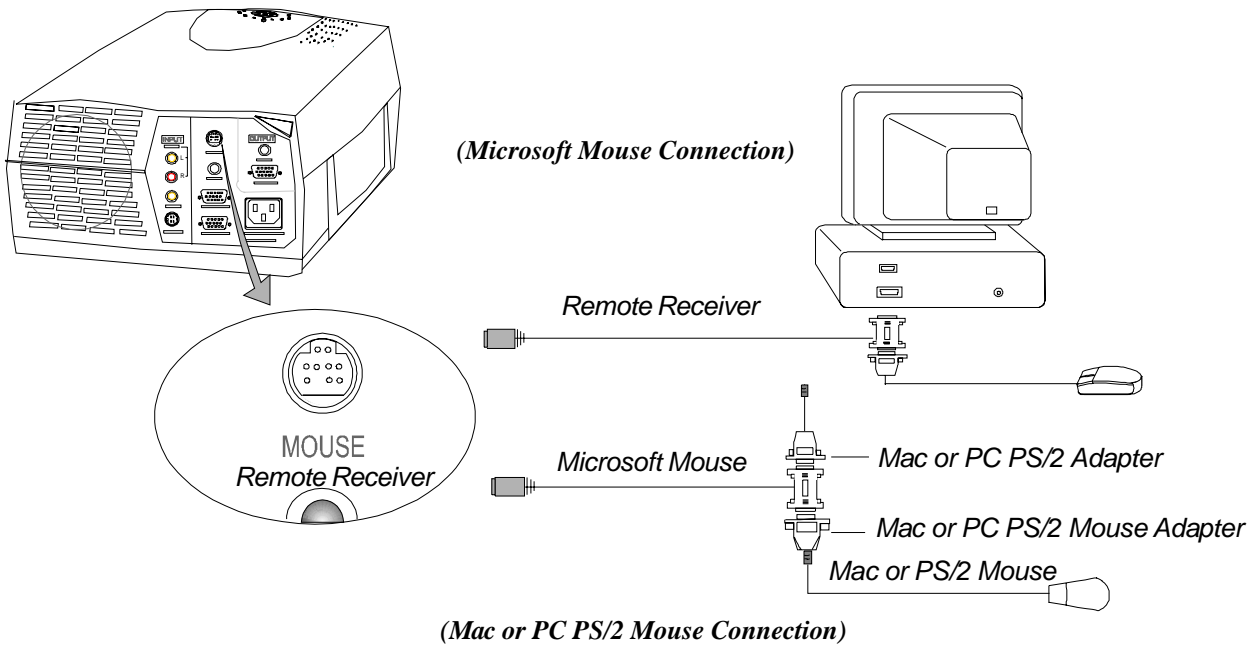 INPUT
OUTPUT
L
R
(Microsoft Mouse Connection)
Remote Receiver
MOUSE
Remote Receiver
Microsoft Mouse
Mac or PC PS/2 Adapter
Mac or PC PS/2 Mouse Adapter
Mac or PS/2 Mouse
(Mac or PC PS/2 Mouse Connection)